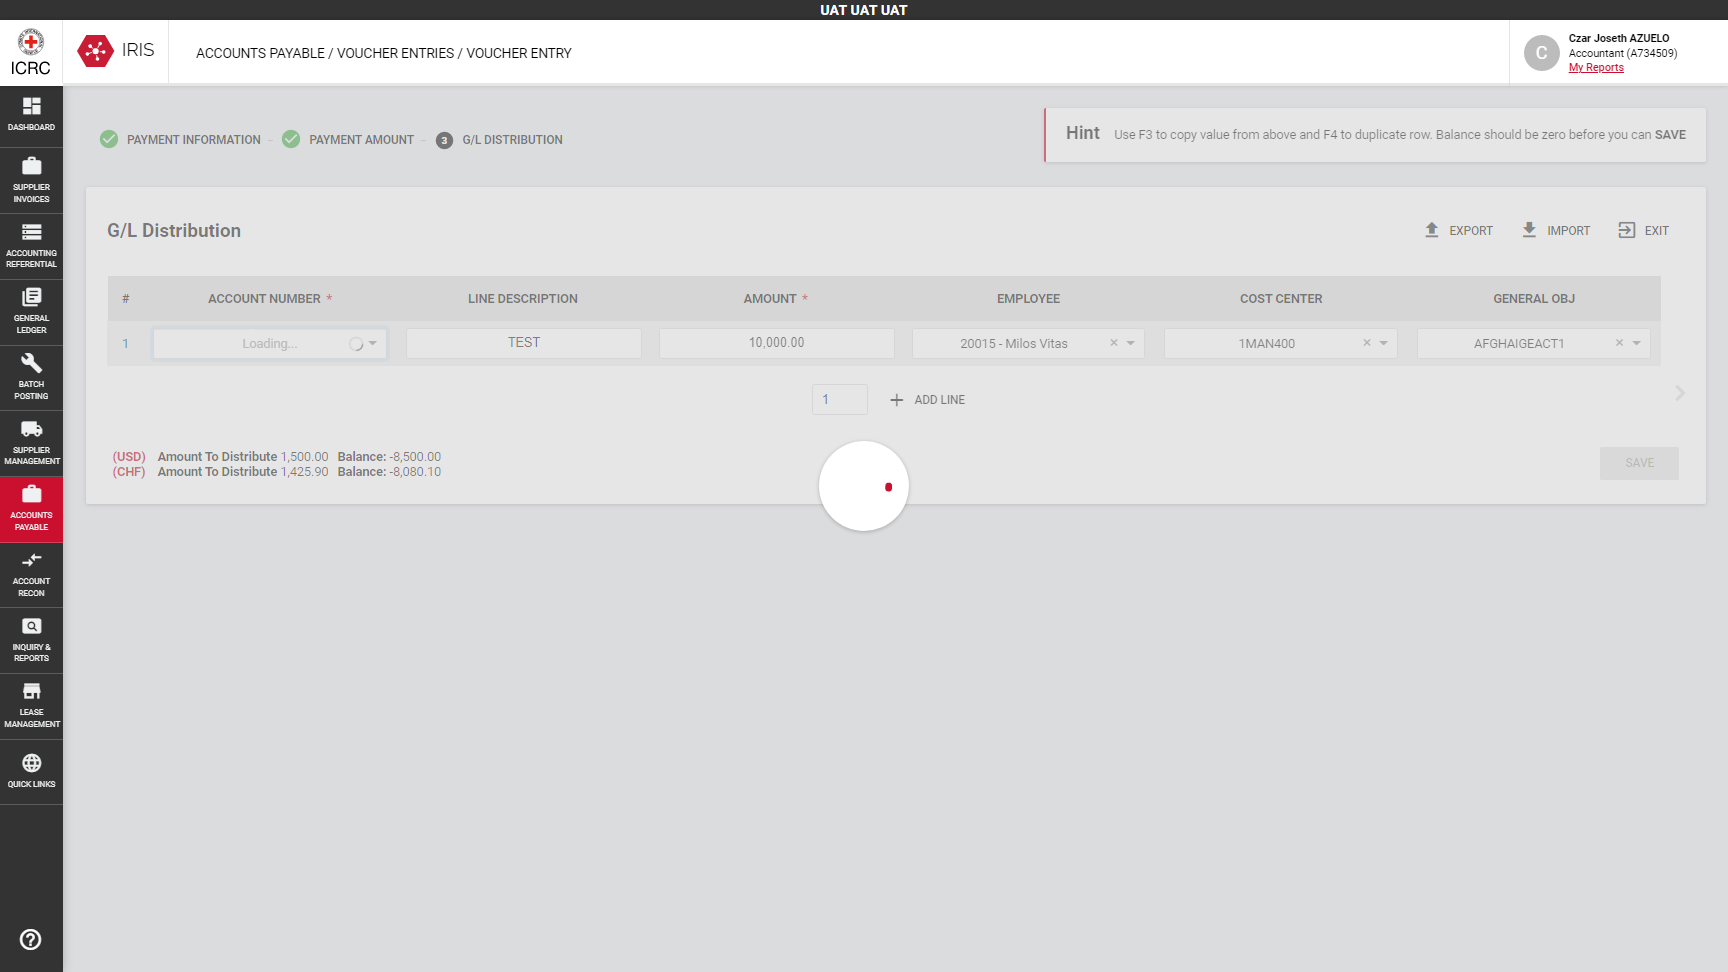 UAT UAT UAT
ICRC
IRIS
ACCOUNTS PAYABLE / VOUCHER ENTRIES / VOUCHER ENTRY
C
Czar Joseth AZUELO
Accountant (A734509)
My Reports
DASHBOARD
SUPPLIER
INVOICES
ACCOUNTING
REFERENTIAL
GENERAL
LEDGER
BATCH
POSTING
SUPPLIER
MANAGEMENT
ACCOUNTS
PAYABLE
ACCOUNT
RECON
INQUIRY &
REPORTS
LEASE
MANAGEMENT
QUICK LINKS
PAYMENT INFORMATION
PAYMENT AMOUNT
3 G/L DISTRIBUTION
Hint Use F3 to copy value from above and F4 to duplicate row. Balance should be zero before you can SAVE
G/L Distribution
EXPORT
IMPORT
EXIT
# ACCOUNT NUMBER * LINE DESCRIPTION AMOUNT * EMPLOYEE COST CENTER GENERAL OBJ
1 Loading... TEST 10,000.00 20015 - Milos Vitas × 1MAN400 × AFGHAIGEACT1 ×
1 + ADD LINE
(USD) Amount To Distribute 1,500.00 Balance: -8,500.00
(CHF) Amount To Distribute 1,425.90 Balance: -8,080.10
SAVE